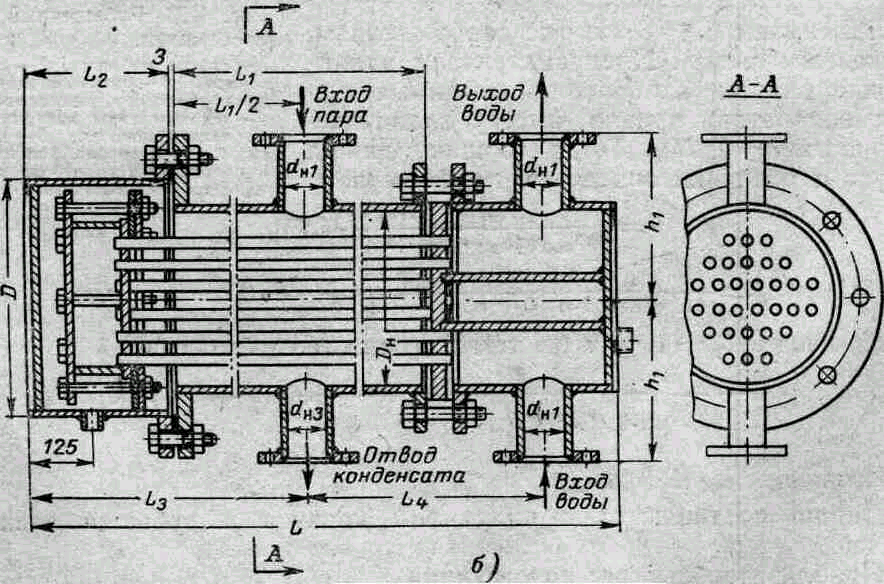 А
L₂
3
L₁
L₁/2
Вход
пара
Выход
воды
А-А
dн1
dн1
h₁
D
Dн
h₁
dн3
dн1
125
Отвод
конденсата
L₃
L₄
Вход
воды
L
А
б)